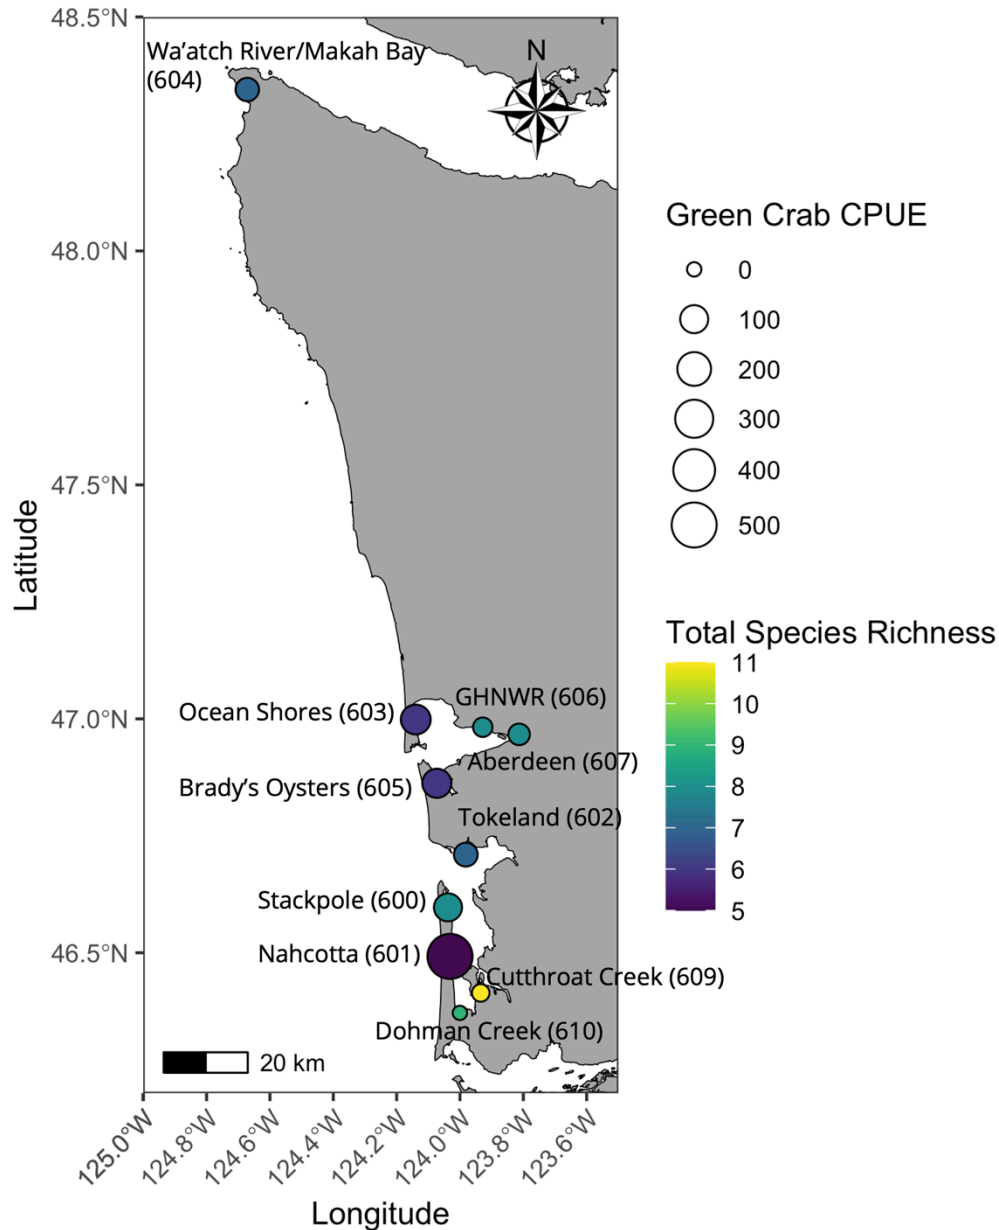 48.5°N
Wa’atch River/Makah Bay
(604)
N
48.0°N
47.5°N
47.0°N
46.5°N
Latitude
GHNWR (606)
Ocean Shores (603)
Aberdeen (607)
Brady’s Oysters (605)
Tokeland (602)
Stackpole (600)
Nahcotta (601)
Cutthroat Creek (609)
Dohman Creek (610)
20 km
125.0°W
124.8°W
124.6°W
124.4°W
124.2°W
124.0°W
123.8°W
123.6°W
Longitude
Green Crab CPUE
0
100
200
300
400
500
Total Species Richness
11
10
9
8
7
6
5